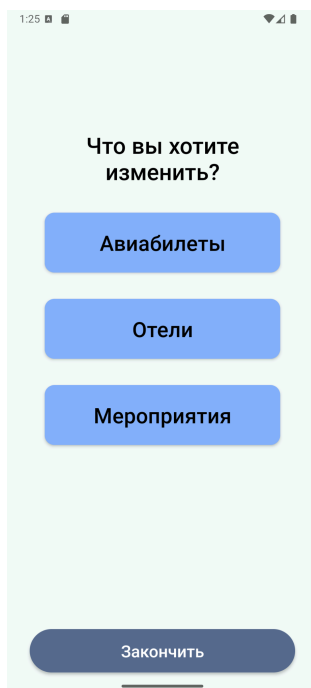 1:25
Что вы хотите
изменить?
Авиабилеты
Отели
Мероприятия
Закончить